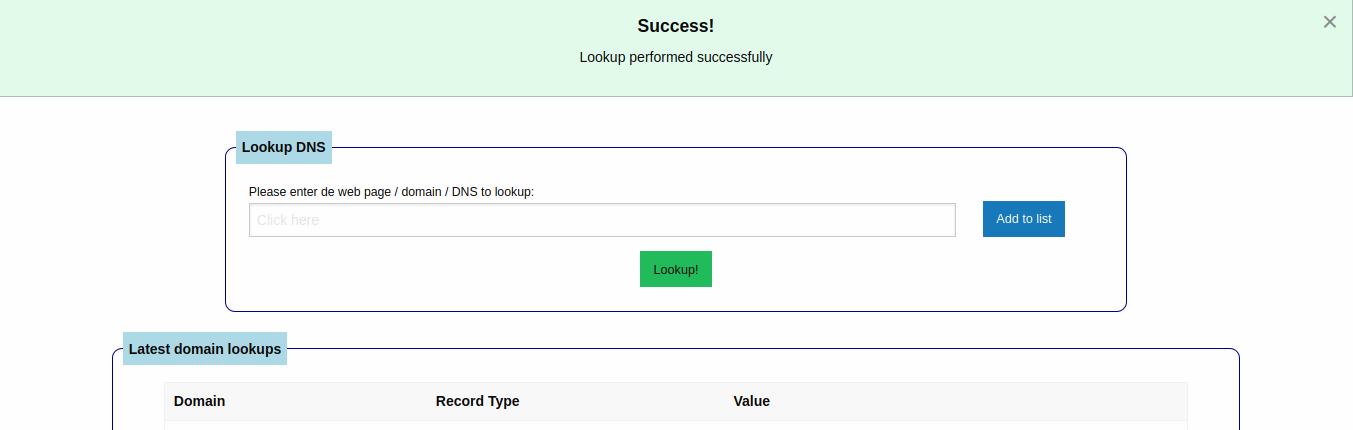 Success!
Lookup performed successfully
Lookup DNS
Please enter de web page / domain / DNS to lookup:
Click here
Add to list
Lookup!
Latest domain lookups
Domain Record Type Value